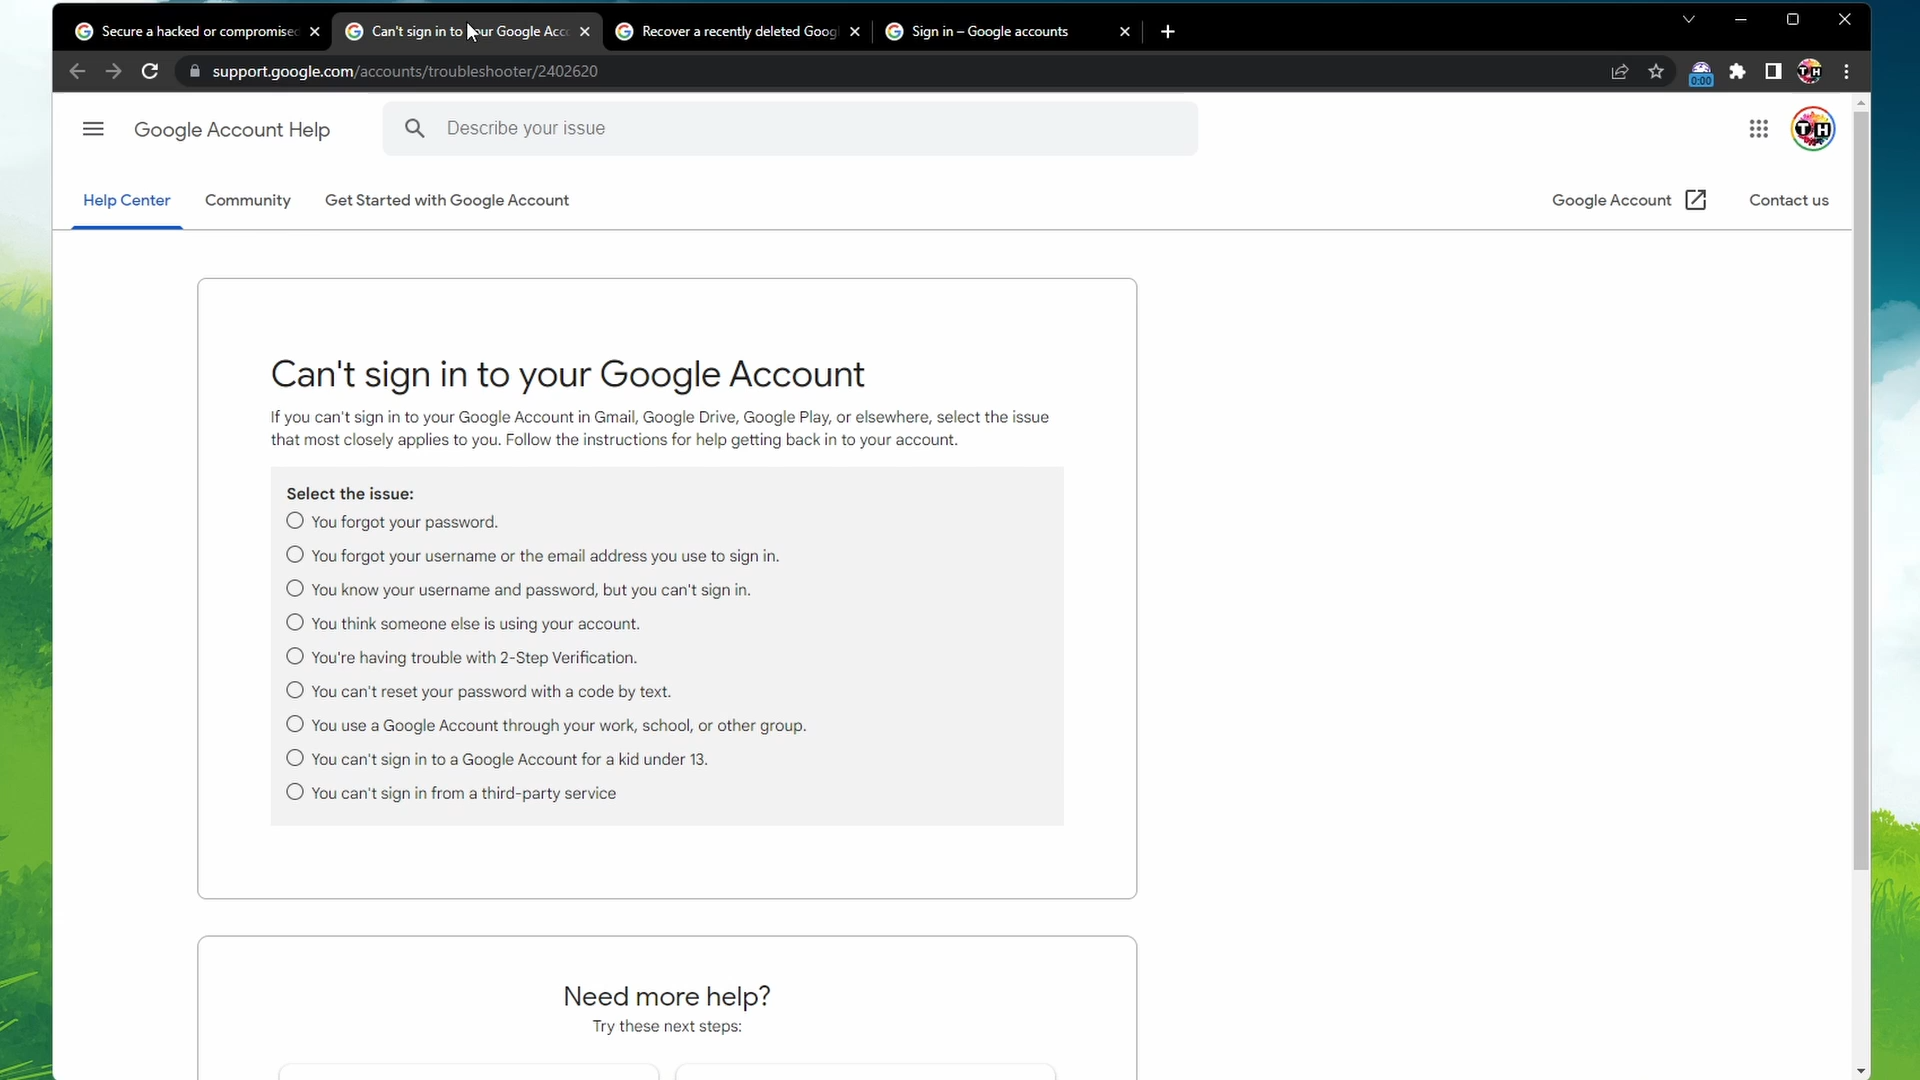 Secure a hacked or compromised
Can't sign in to your Google Acc
Recover a recently deleted Goog
Sign in – Google accounts
support.google.com/accounts/troubleshooter/2402620
0:00
TH
Google Account Help
Describe your issue
TH
Help Center
Community
Get Started with Google Account
Google Account
Contact us
Can't sign in to your Google Account
If you can't sign in to your Google Account in Gmail, Google Drive, Google Play, or elsewhere, select the issue
that most closely applies to you. Follow the instructions for help getting back in to your account.
Select the issue:
You forgot your password.
You forgot your username or the email address you use to sign in.
You know your username and password, but you can't sign in.
You think someone else is using your account.
You're having trouble with 2-Step Verification.
You can't reset your password with a code by text.
You use a Google Account through your work, school, or other group.
You can't sign in to a Google Account for a kid under 13.
You can't sign in from a third-party service
Need more help?
Try these next steps: